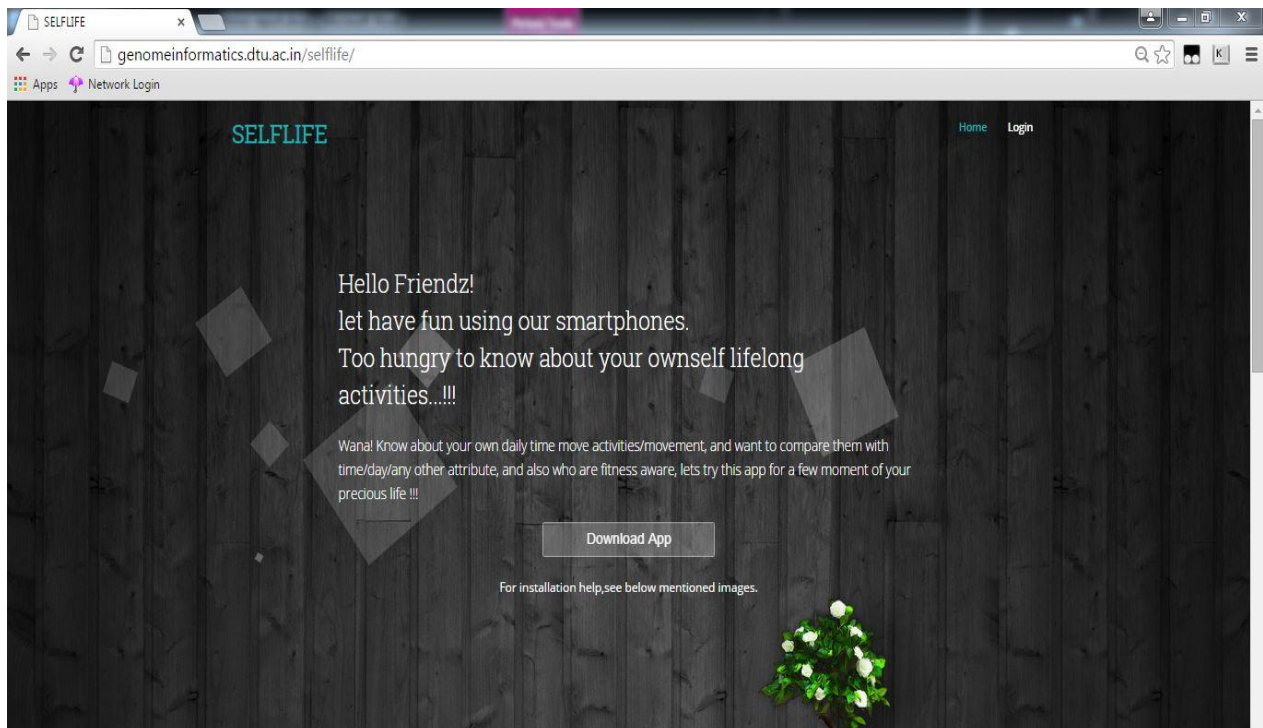 SELFLIFE
genomeinformatics.dtu.ac.in/selflife/
Apps Network Login
SELFLIFE
Home Login
Hello Friendz!
let have fun using our smartphones.
Too hungry to know about your ownself lifelong
activities...!!!
Wana! Know about your own daily time move activities/movement, and want to compare them with
time/day/any other attribute, and also who are fitness aware, lets try this app for a few moment of your
precious life !!!
Download App
For installation help,see below mentioned images.